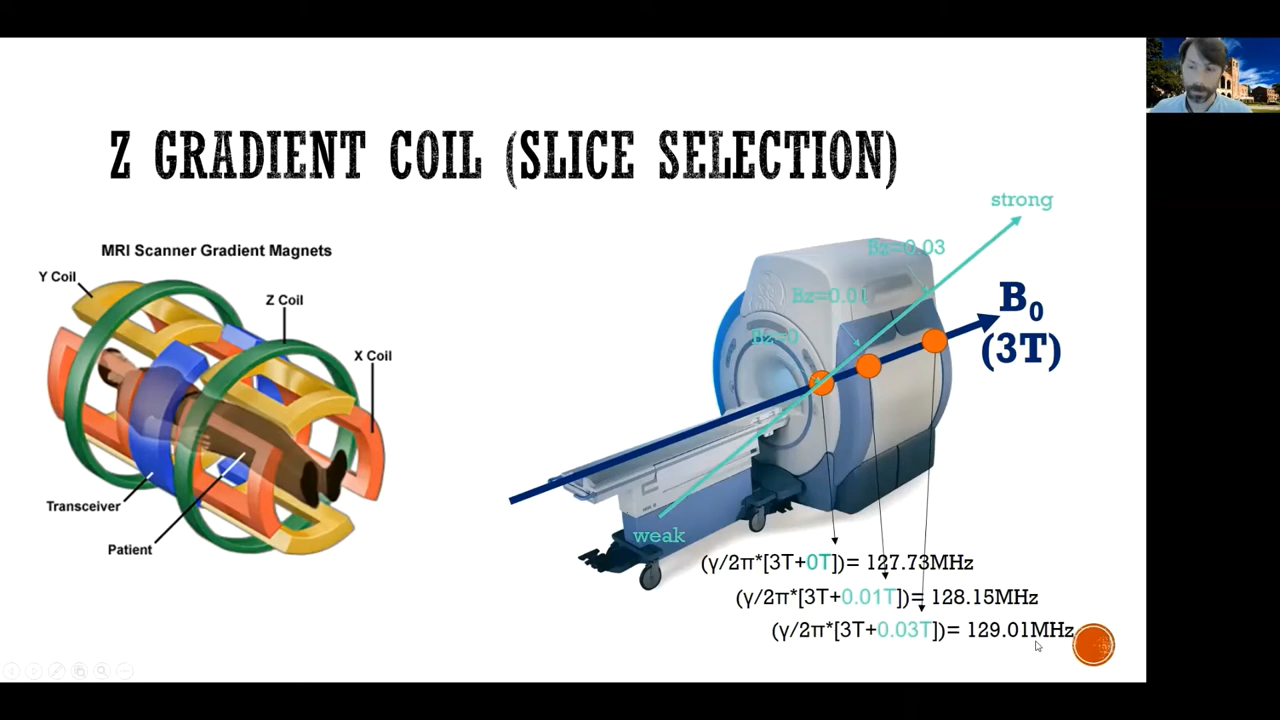 Z GRADIENT COIL (SLICE SELECTION)
MRI Scanner Gradient Magnets
Y Coil
Z Coil
X Coil
Transceiver
Patient
strong
Bz=0.03
Bz=0.01
Bz=0
B₀
(3T)
weak
(γ/2π*[3T+0T])= 127.73MHz
(γ/2π*[3T+0.01T])= 128.15MHz
(γ/2π*[3T+0.03T])= 129.01MHz